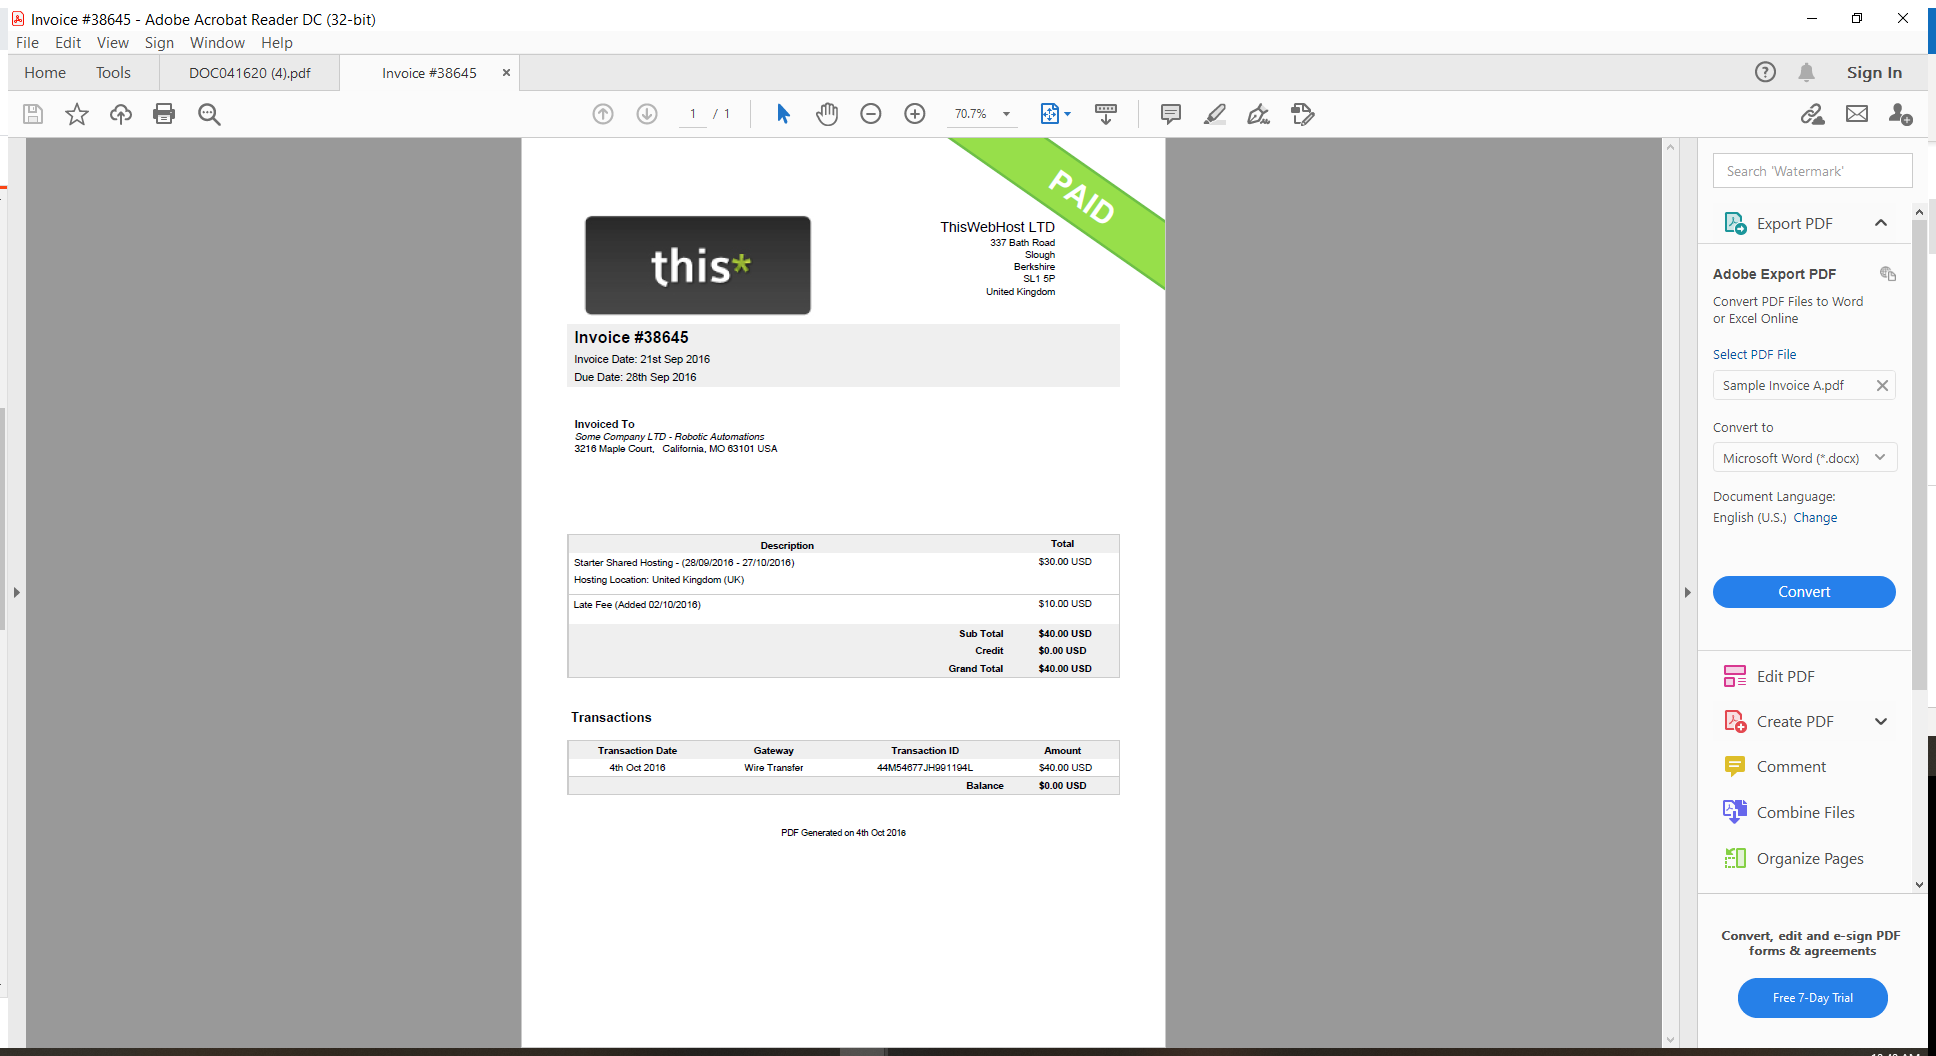 Invoice #38645 - Adobe Acrobat Reader DC (32-bit)
File Edit View Sign Window Help
Home Tools DOC041620 (4).pdf Invoice #38645 Sign In
1 / 1 70.7%
PAID
this*
ThisWebHost LTD
337 Bath Road
Slough
Berkshire
SL1 5P
United Kingdom
Invoice #38645
Invoice Date: 21st Sep 2016
Due Date: 28th Sep 2016
Invoiced To
Some Company LTD - Robotic Automations
3216 Maple Court, California, MO 63101 USA
Description Total
Starter Shared Hosting - (28/09/2016 - 27/10/2016) $30.00 USD
Hosting Location: United Kingdom (UK)
Late Fee (Added 02/10/2016) $10.00 USD
Sub Total $40.00 USD
Credit $0.00 USD
Grand Total $40.00 USD
Transactions
Transaction Date Gateway Transaction ID Amount
4th Oct 2016 Wire Transfer 44M54677JH991194L $40.00 USD
Balance $0.00 USD
PDF Generated on 4th Oct 2016
Search 'Watermark'
Export PDF
Adobe Export PDF
Convert PDF Files to Word
or Excel Online
Select PDF File
Sample Invoice A.pdf
Convert to
Microsoft Word (*.docx)
Document Language:
English (U.S.) Change
Convert
Edit PDF
Create PDF
Comment
Combine Files
Organize Pages
Convert, edit and e-sign PDF
forms & agreements
Free 7-Day Trial